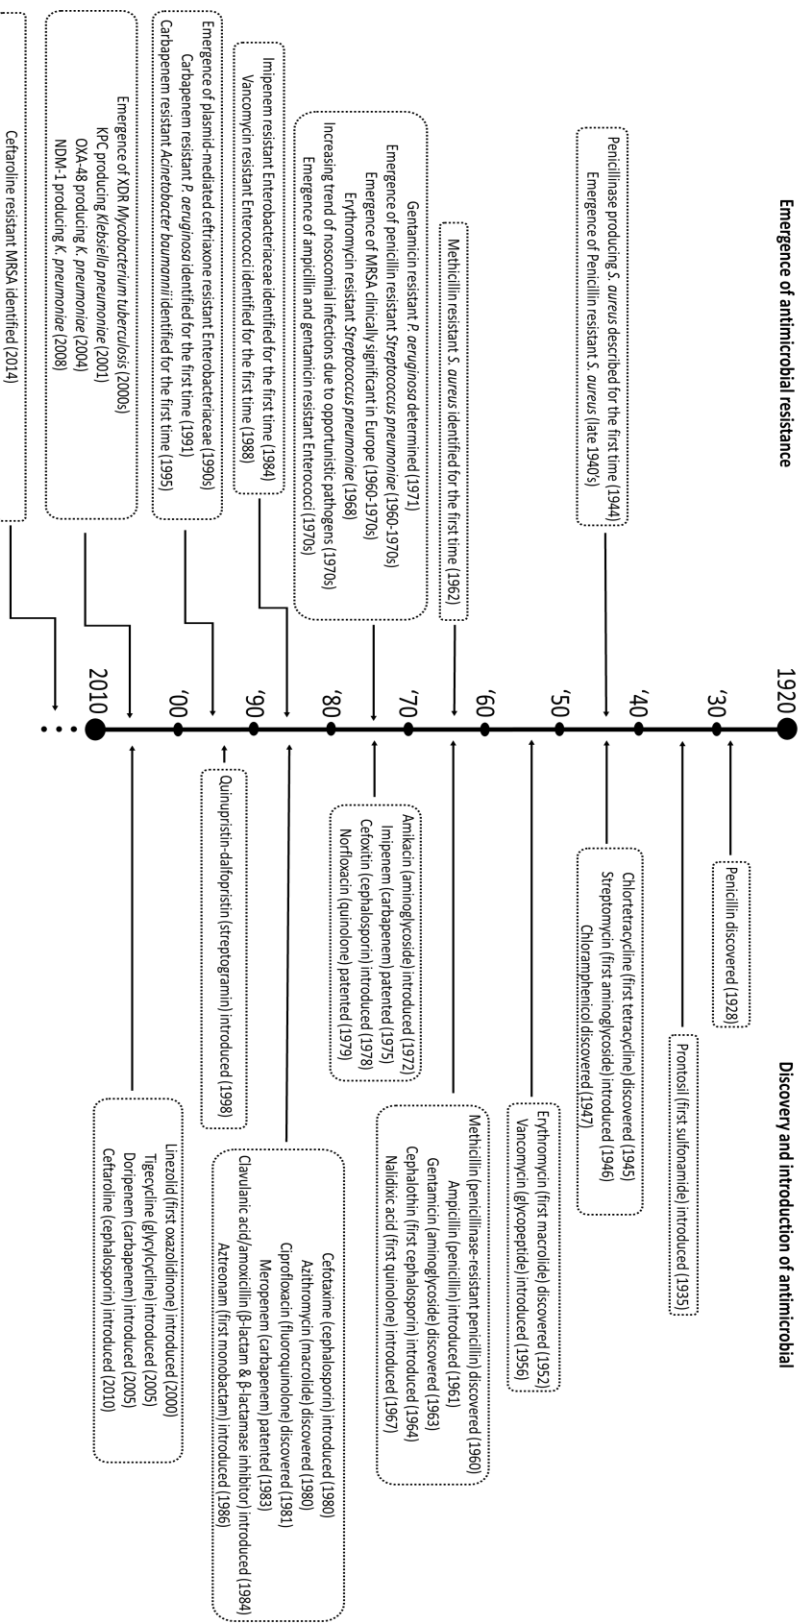 Emergence of antimicrobial resistance
Penicillinase producing S. aureus described for the first time (1944)
Emergence of Penicillin resistant S. aureus (late 1940's)
Methicillin resistant S. aureus identified for the first time (1962)
Gentamicin resistant P. aeruginosa determined (1971)
Emergence of penicillin resistant Streptococcus pneumoniae (1960-1970s)
Emergence of MRSA clinically significant in Europe (1960-1970s)
Erythromycin resistant Streptococcus pneumoniae (1968)
Increasing trend of nosocomial infections due to opportunistic pathogens (1970s)
Emergence of ampicillin and gentamicin resistant Enterococci (1970s)
Imipenem resistant Enterobacteriaceae identified for the first time (1984)
Vancomycin resistant Enterococci identified for the first time (1988)
Emergence of plasmid-mediated ceftriaxone resistant Enterobacteriaceae (1990s)
Carbapenem resistant P. aeruginosa identified for the first time (1991)
Carbapenem resistant Acinetobacter baumannii identified for the first time (1995)
Emergence of XDR Mycobacterium tuberculosis (2000s)
KPC producing Klebsiella pneumoniae (2001)
OXA-48 producing K. pneumoniae (2004)
NDM-1 producing K. pneumoniae (2008)
Ceftaroline resistant MRSA identified (2014)
1920
'30
'40
'50
'60
'70
'80
'90
'00
2010
Discovery and introduction of antimicrobial
Penicillin discovered (1928)
Prontosil (first sulfonamide) introduced (1935)
Chlortetracycline (first tetracycline) discovered (1945)
Streptomycin (first aminoglycoside) introduced (1946)
Chloramphenicol discovered (1947)
Erythromycin (first macrolide) discovered (1952)
Vancomycin (glycopeptide) introduced (1956)
Methicillin (penicillinase-resistant penicillin) discovered (1960)
Ampicillin (penicillin) introduced (1961)
Gentamicin (aminoglycoside) discovered (1963)
Cephalothin (first cephalosporin) introduced (1964)
Nalidixic acid (first quinolone) introduced (1967)
Amikacin (aminoglycoside) introduced (1972)
Imipenem (carbapenem) patented (1975)
Cefoxitin (cephalosporin) introduced (1978)
Norfloxacin (quinolone) patented (1979)
Cefotaxime (cephalosporin) introduced (1980)
Azithromycin (macrolide) discovered (1980)
Ciprofloxacin (fluoroquinolone) discovered (1981)
Meropenem (carbapenem) patented (1983)
Clavulanic acid/amoxicillin (β-lactam & β-lactamase inhibitor) introduced (1984)
Aztreonam (first monobactam) introduced (1986)
Quinupristin-dalfopristin (streptogramin) introduced (1998)
Linezolid (first oxazolidinone) introduced (2000)
Tigecycline (glycylcycline) introduced (2005)
Doripenem (carbapenem) introduced (2005)
Ceftaroline (cephalosporin) introduced (2010)